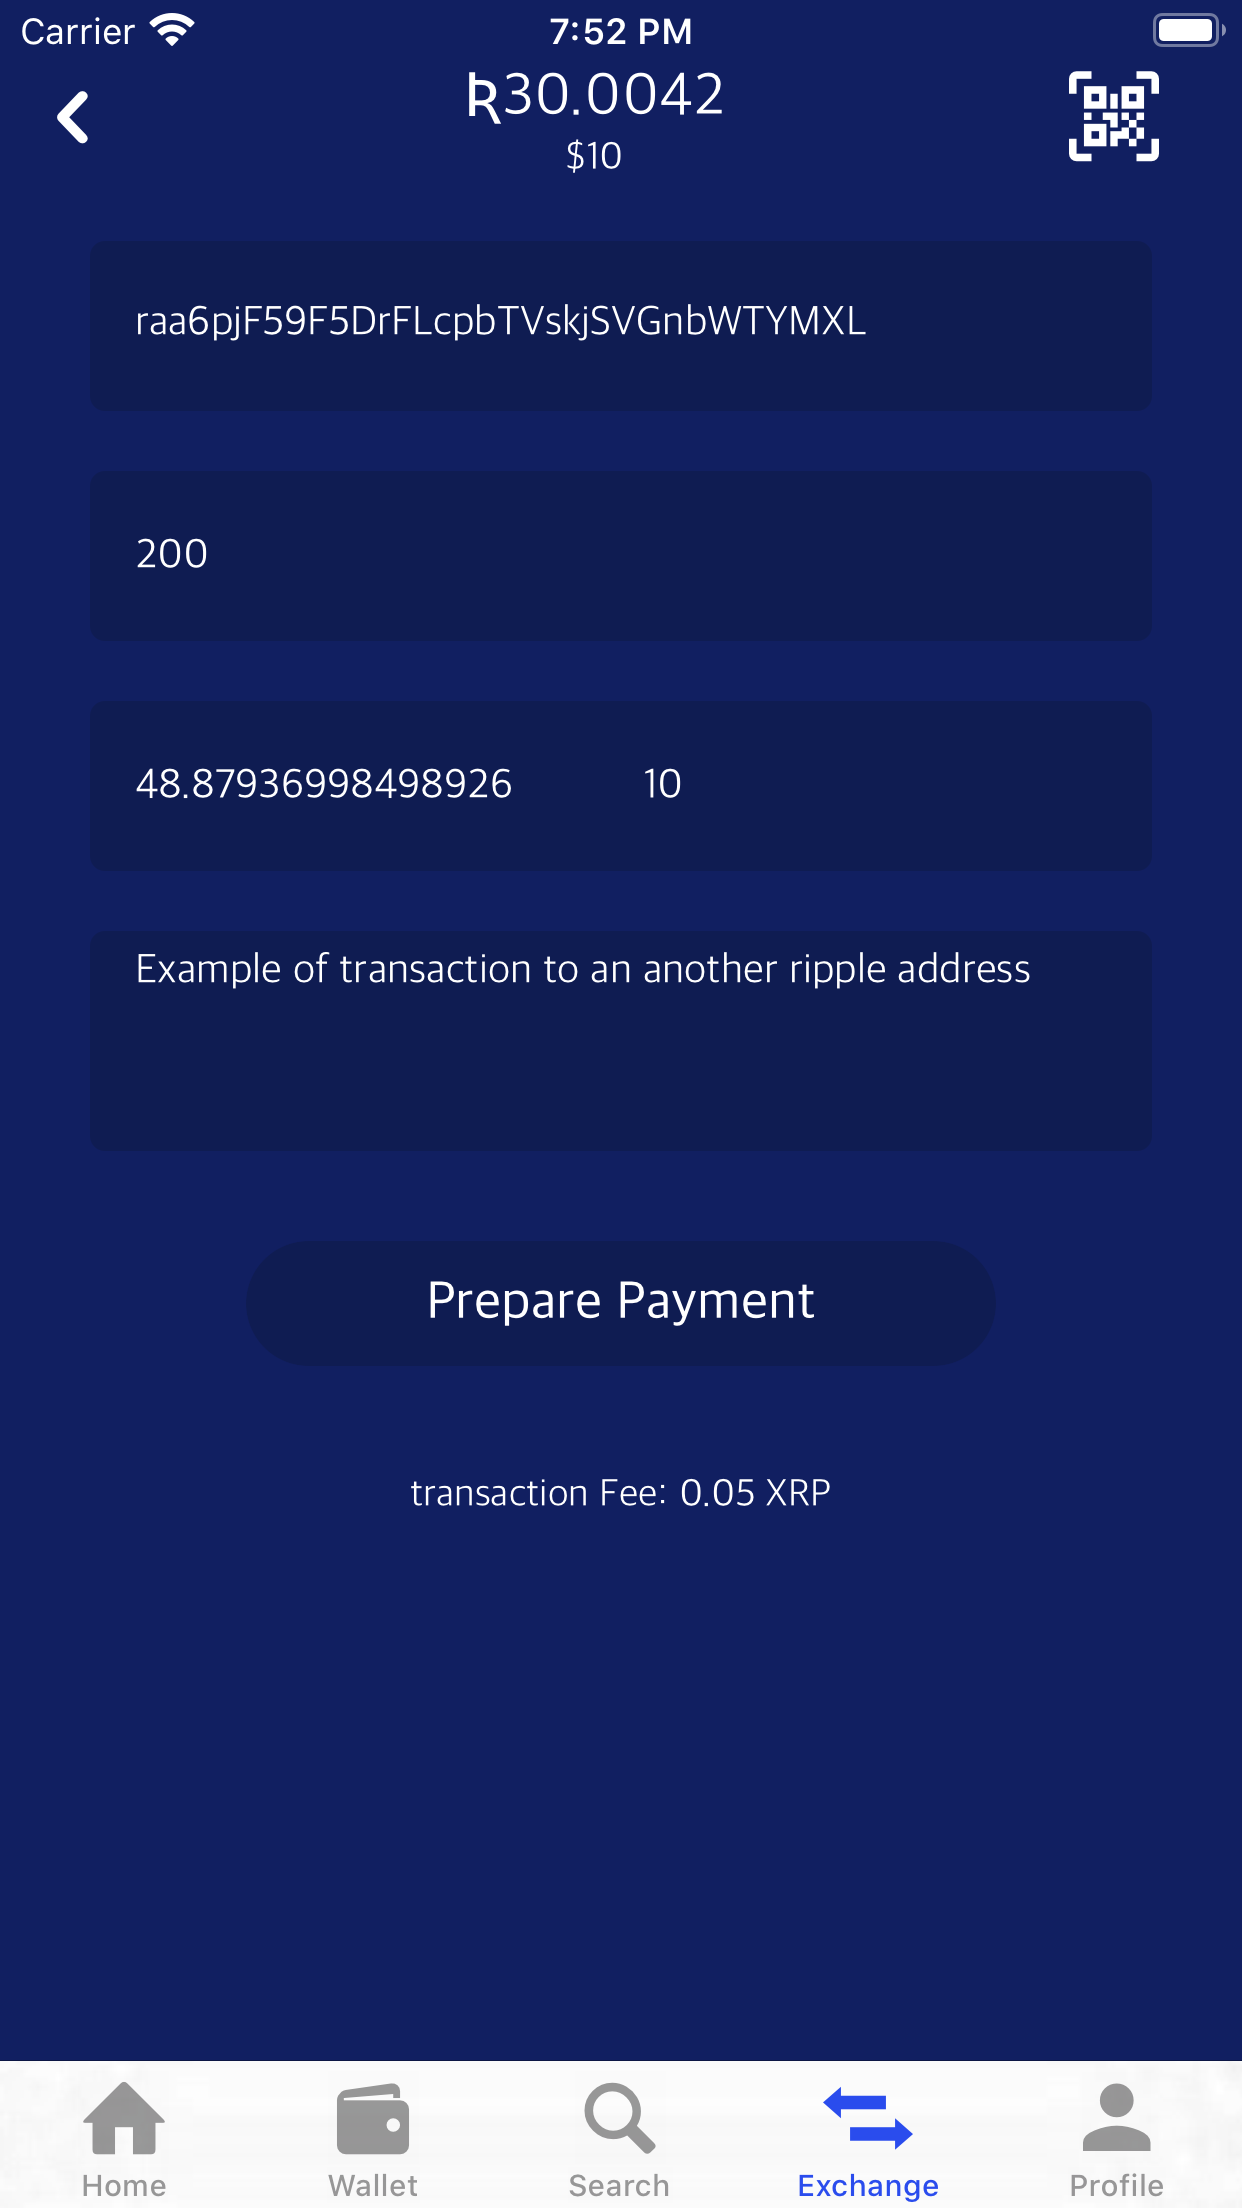 Carrier 7:52 PM
Ʀ30.0042
$10
raa6pjF59F5DrFLcpbTVskjSVGnbWTYMXL
200
48.87936998498926 10
Example of transaction to an another ripple address
Prepare Payment
transaction Fee: 0.05 XRP
Home Wallet Search Exchange Profile